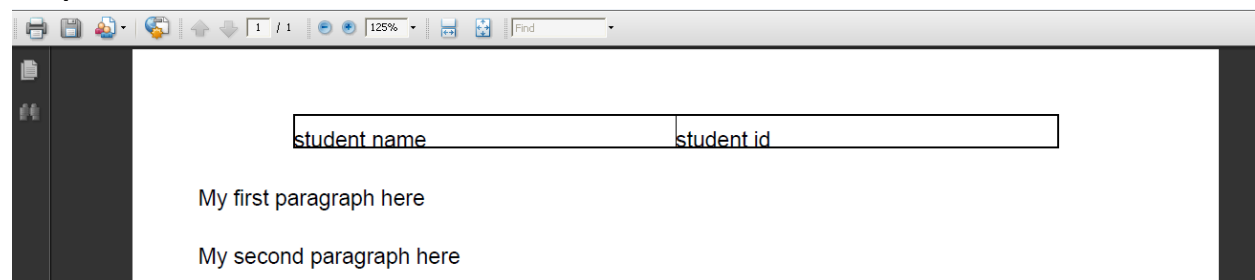 1 / 1 125% Find
student name student id
My first paragraph here
My second paragraph here